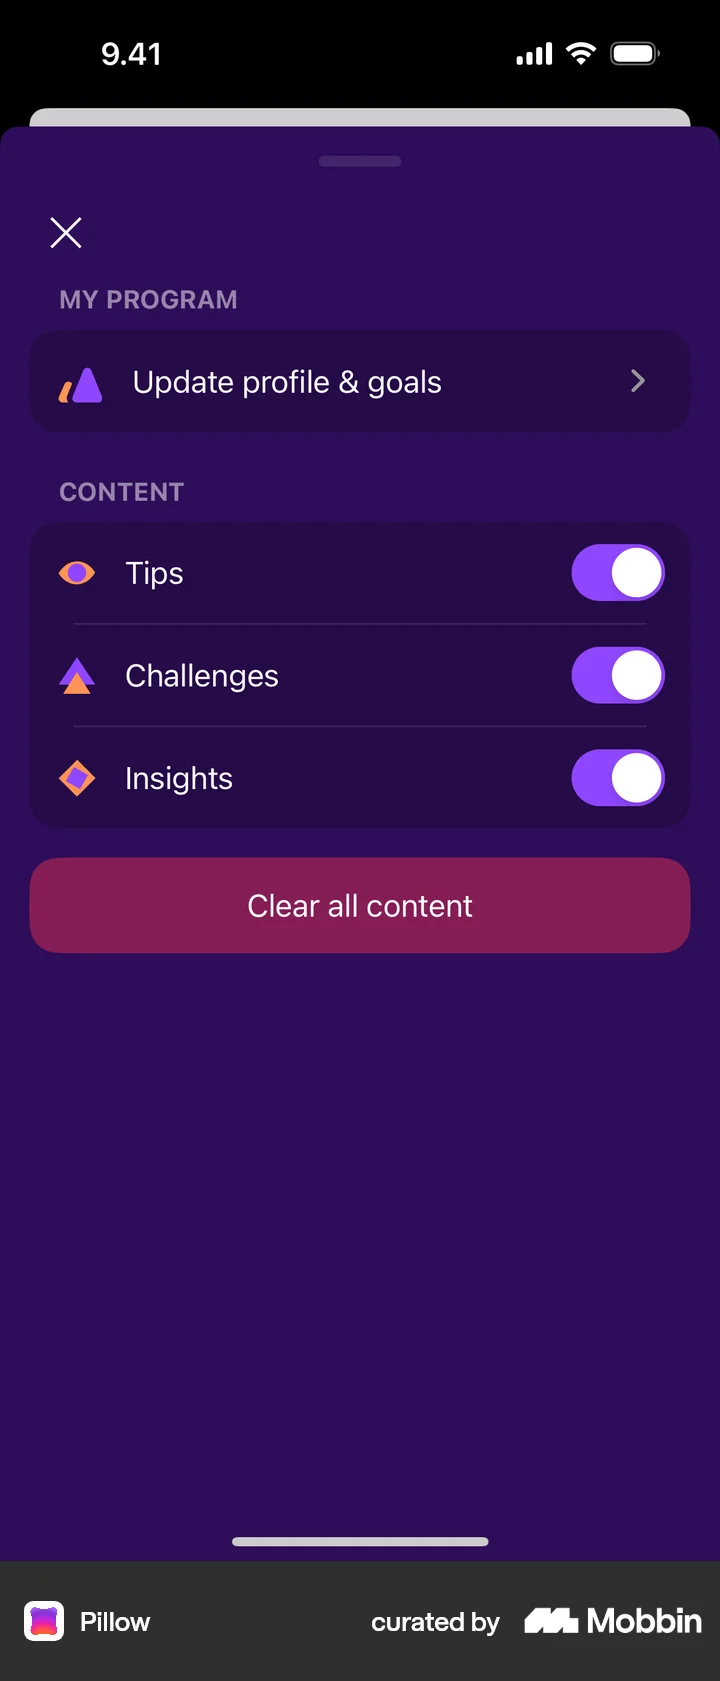 9.41
MY PROGRAM
Update profile & goals
CONTENT
Tips
Challenges
Insights
Clear all content
Pillow
curated by Mobbin